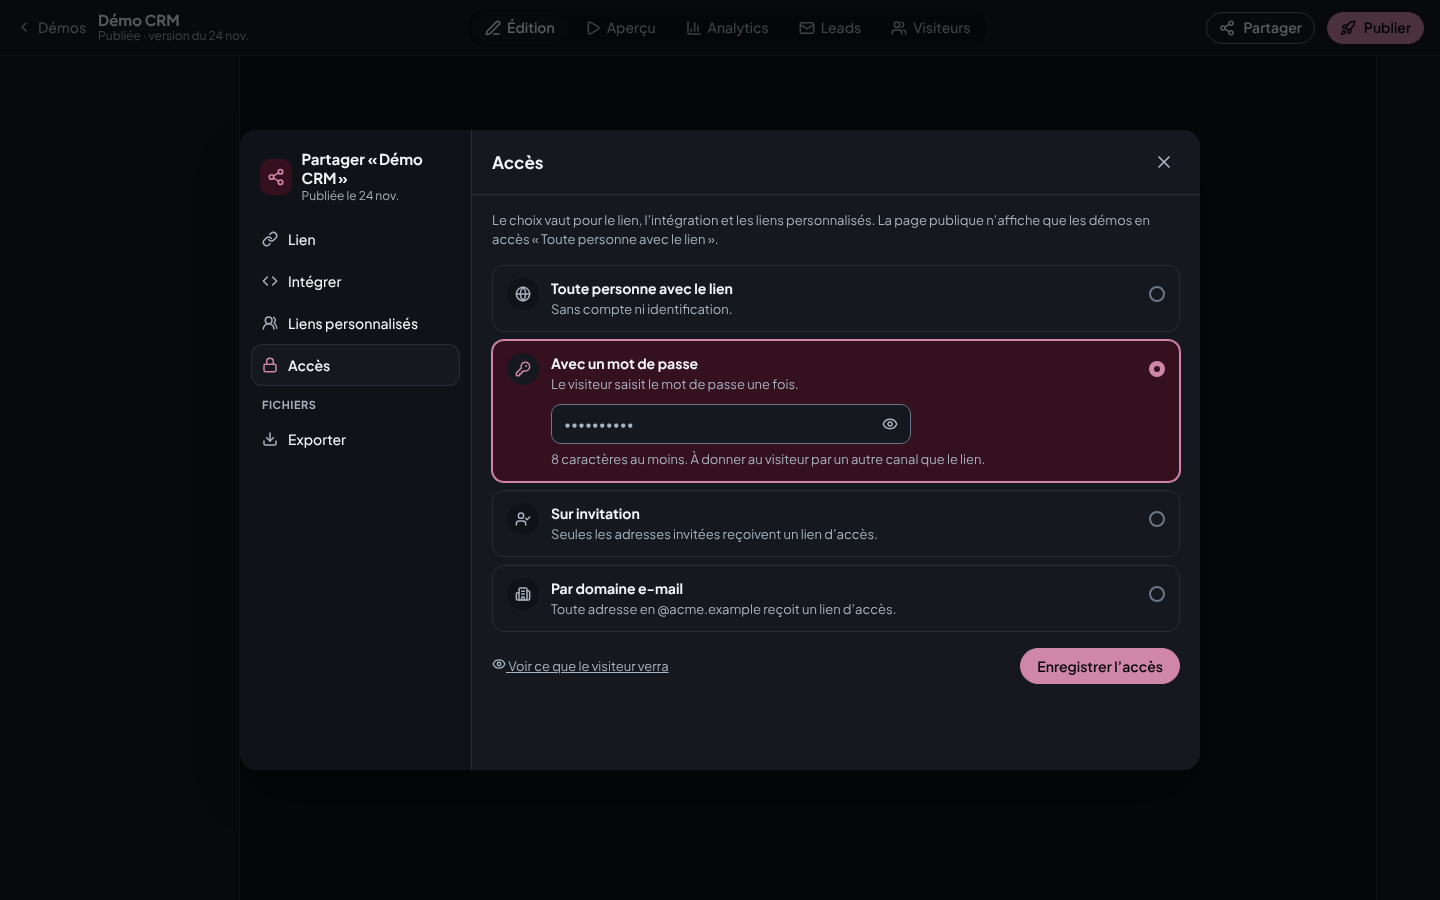 Démos
Démo CRM
Publiée · version du 24 nov.
Édition
Aperçu
Analytics
Leads
Visiteurs
Partager
Publier
Partager « Démo
CRM »
Publiée le 24 nov.
Lien
Intégrer
Liens personnalisés
Accès
FICHIERS
Exporter
Accès
Le choix vaut pour le lien, l’intégration et les liens personnalisés. La page publique n’affiche que les démos en
accès « Toute personne avec le lien ».
Toute personne avec le lien
Sans compte ni identification.
Avec un mot de passe
Le visiteur saisit le mot de passe une fois.
••••••••••
8 caractères au moins. À donner au visiteur par un autre canal que le lien.
Sur invitation
Seules les adresses invitées reçoivent un lien d’accès.
Par domaine e-mail
Toute adresse en @acme.example reçoit un lien d’accès.
Voir ce que le visiteur verra
Enregistrer l’accès